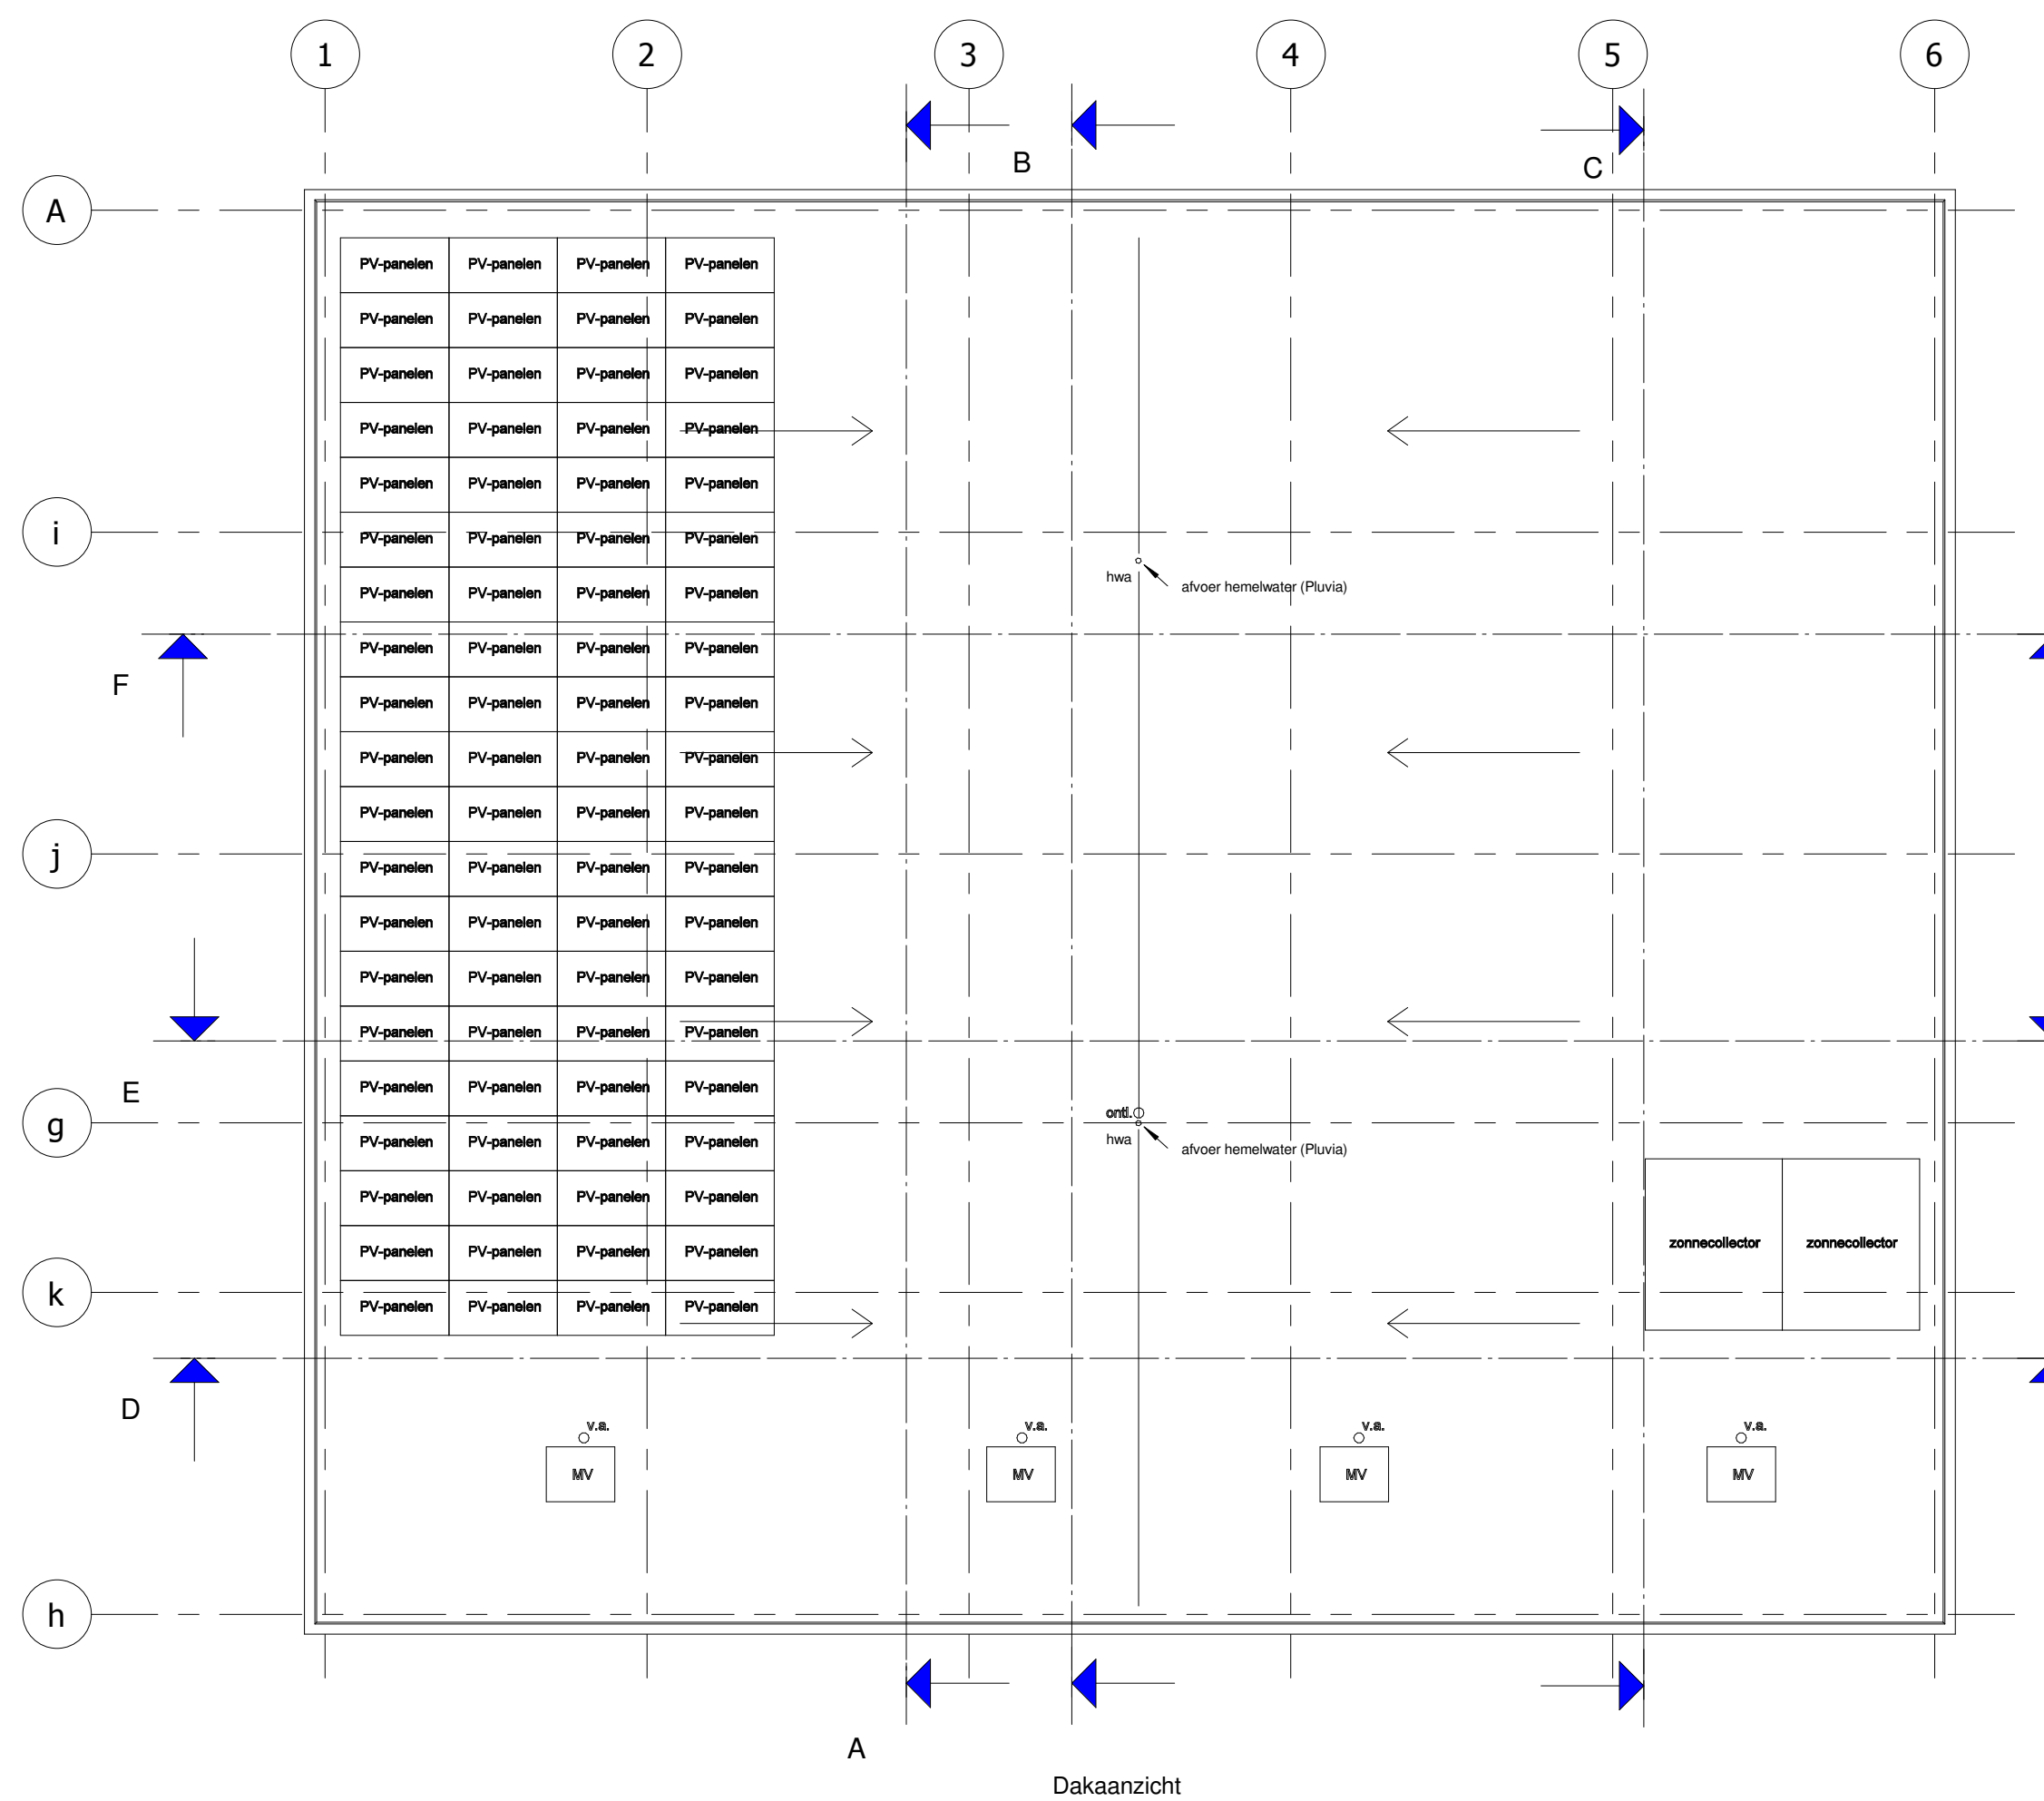 1 2 3 4 5 6
B C
A
PV-panelen PV-panelen PV-panelen PV-panelen
PV-panelen PV-panelen PV-panelen PV-panelen
PV-panelen PV-panelen PV-panelen PV-panelen
PV-panelen PV-panelen PV-panelen PV-panelen
PV-panelen PV-panelen PV-panelen PV-panelen
i
PV-panelen PV-panelen PV-panelen PV-panelen
hwa afvoer hemelwater (Pluvia)
PV-panelen PV-panelen PV-panelen PV-panelen
PV-panelen PV-panelen PV-panelen PV-panelen
F
PV-panelen PV-panelen PV-panelen PV-panelen
PV-panelen PV-panelen PV-panelen PV-panelen
PV-panelen PV-panelen PV-panelen PV-panelen
j
PV-panelen PV-panelen PV-panelen PV-panelen
PV-panelen PV-panelen PV-panelen PV-panelen
PV-panelen PV-panelen PV-panelen PV-panelen
PV-panelen PV-panelen PV-panelen PV-panelen
E
PV-panelen PV-panelen PV-panelen PV-panelen
ontl.
g
hwa afvoer hemelwater (Pluvia)
PV-panelen PV-panelen PV-panelen PV-panelen
PV-panelen PV-panelen PV-panelen PV-panelen
PV-panelen PV-panelen PV-panelen PV-panelen
zonnecollector zonnecollector
k
PV-panelen PV-panelen PV-panelen PV-panelen
D
v.a. v.a. v.a. v.a.
MV MV MV MV
h
A
Dakaanzicht